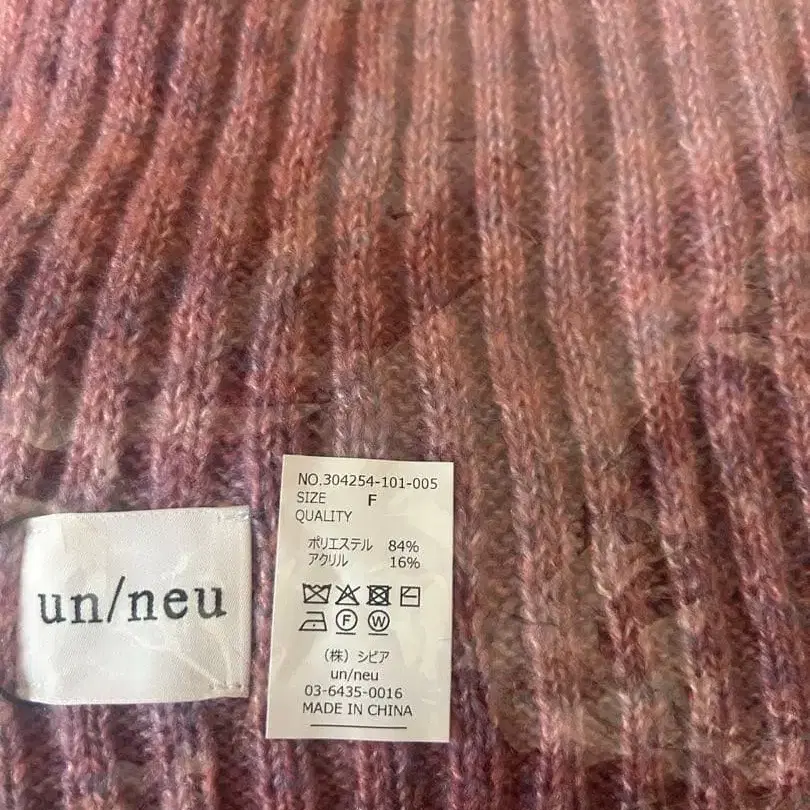 un/neu
NO.304254-101-005
SIZE F
QUALITY
ポリエステル 84%
アクリル 16%
F W
(株) シピア
un/neu
03-6435-0016
MADE IN CHINA